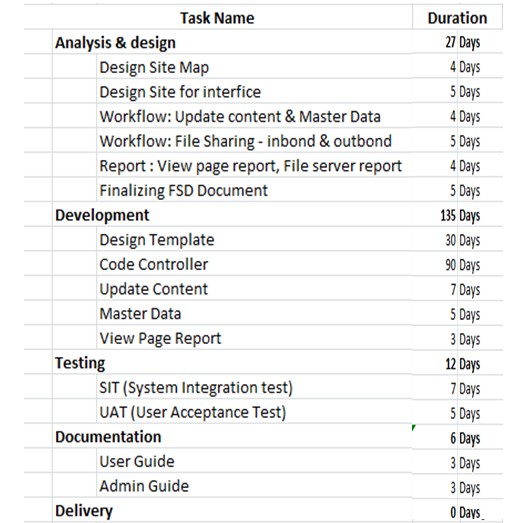 Task Name Duration
Analysis & design 27 Days
Design Site Map 4 Days
Design Site for interfice 5 Days
Workflow: Update content & Master Data 4 Days
Workflow: File Sharing - inbond & outbond 5 Days
Report : View page report, File server report 4 Days
Finalizing FSD Document 5 Days
Development 135 Days
Design Template 30 Days
Code Controller 90 Days
Update Content 7 Days
Master Data 5 Days
View Page Report 3 Days
Testing 12 Days
SIT (System Integration test) 7 Days
UAT (User Acceptance Test) 5 Days
Documentation 6 Days
User Guide 3 Days
Admin Guide 3 Days
Delivery 0 Days